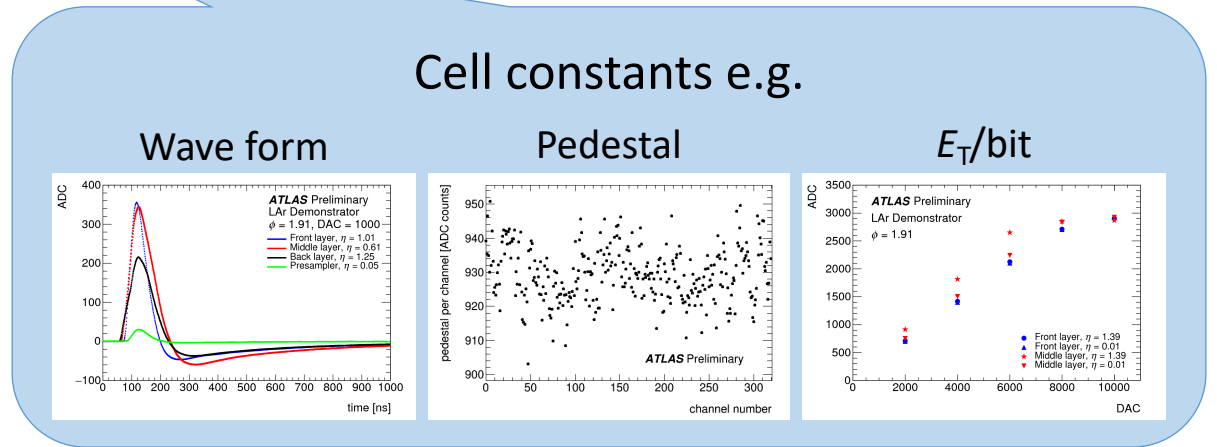 Cell constants e.g.
Wave form
ADC
400
300
200
100
0
−100
0 100 200 300 400 500 600 700 800 900 1000
time [ns]
ATLAS Preliminary
LAr Demonstrator
ϕ = 1.91, DAC = 1000
Front layer, η = 1.01
Middle layer, η = 0.61
Back layer, η = 1.25
Presampler, η = 0.05
Pedestal
pedestal per channel [ADC counts]
950
940
930
920
910
900
0 50 100 150 200 250 300
channel number
ATLAS Preliminary
E_T/bit
ADC
3500
3000
2500
2000
1500
1000
500
0
0 2000 4000 6000 8000 10000
DAC
ATLAS Preliminary
LAr Demonstrator
ϕ = 1.91
Front layer, η = 1.39
Front layer, η = 0.01
Middle layer, η = 1.39
Middle layer, η = 0.01